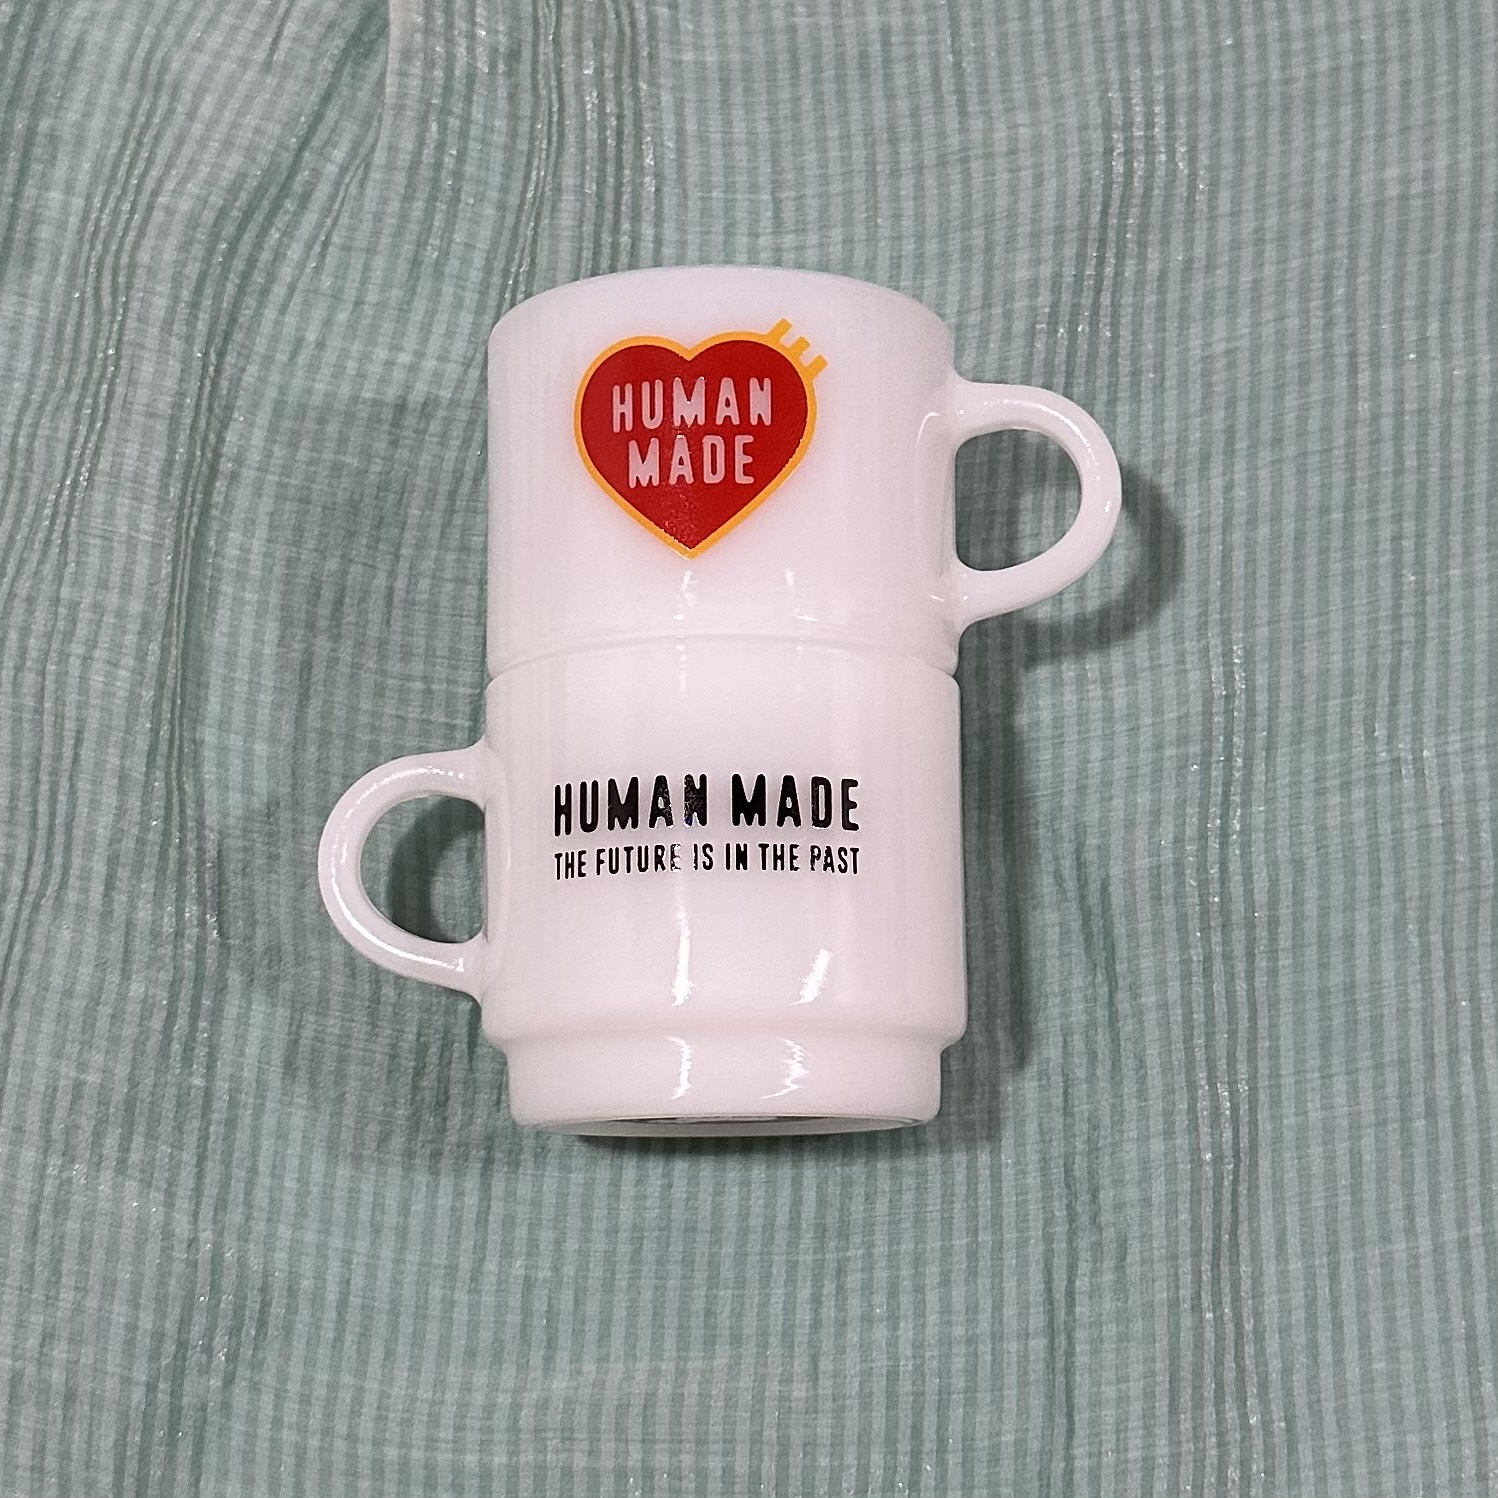 HUMAN
MADE
HUMAN MADE
THE FUTURE IS IN THE PAST